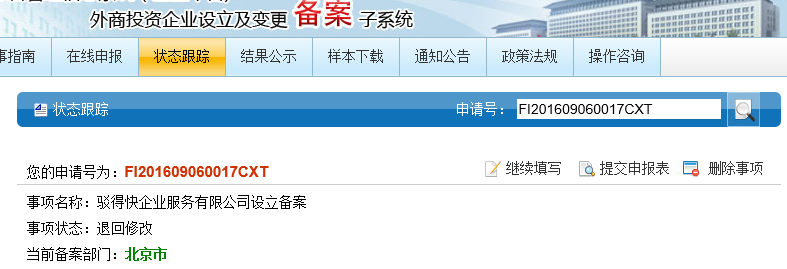 外商投资企业设立及变更 备案 子系统
事指南 在线申报 状态跟踪 结果公示 样本下载 通知公告 政策法规 操作咨询
状态跟踪 申请号： FI201609060017CXT
您的申请号为：FI201609060017CXT 继续填写 提交申报表 删除事项
事项名称：驳得快企业服务有限公司设立备案
事项状态：退回修改
当前备案部门：北京市